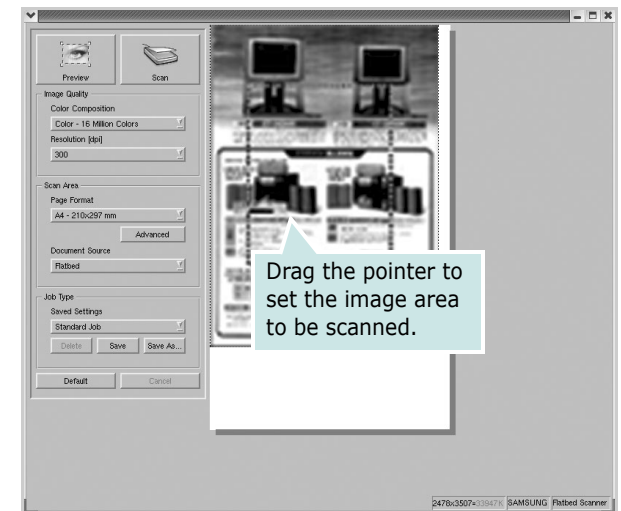 Preview
Scan
Image Quality
Color Composition
Color - 16 Million Colors
Resolution [dpi]
300
Scan Area
Page Format
A4 - 210x297 mm
Advanced
Document Source
Flatbed
Job Type
Saved Settings
Standard Job
Delete
Save
Save As...
Default
Cancel
Drag the pointer to
set the image area
to be scanned.
2478x3507=33947K
SAMSUNG
Flatbed Scanner